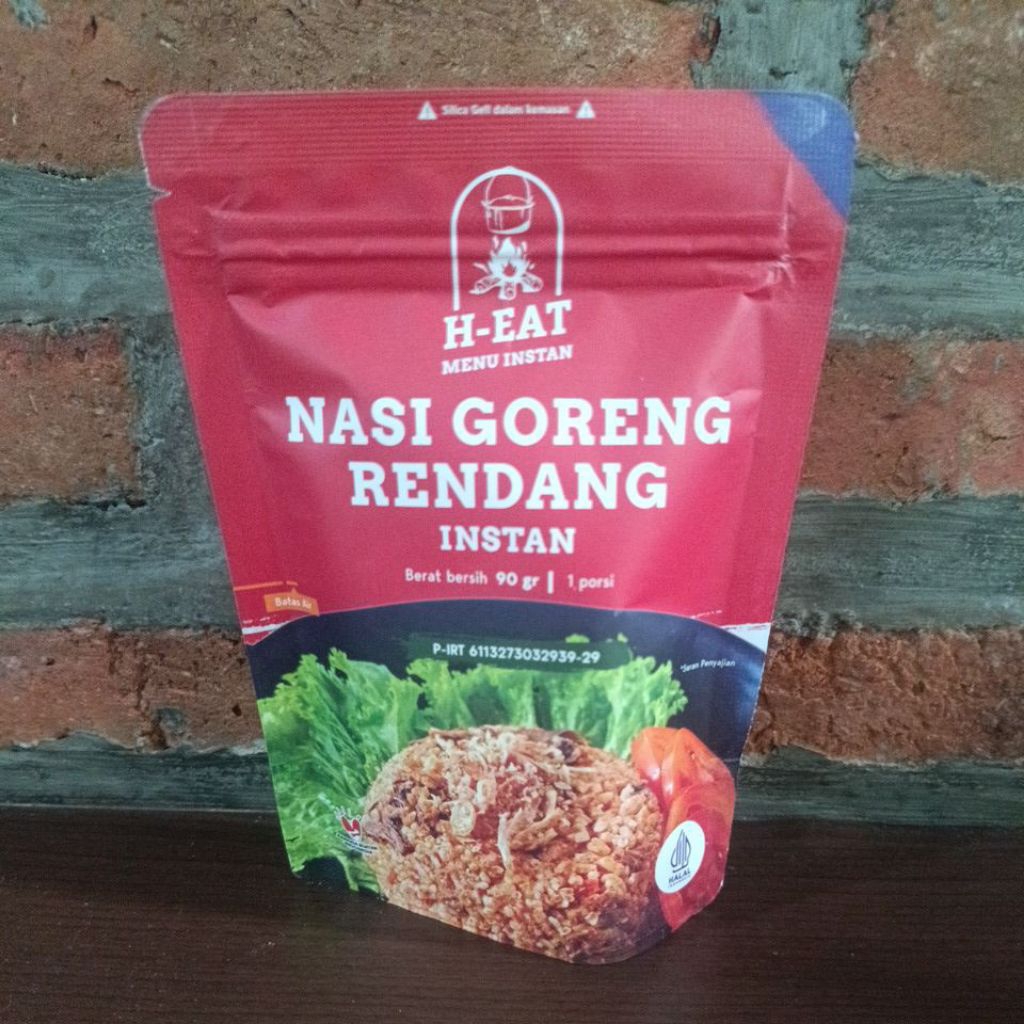 Silica Gell dalam kemasan
H-EAT
MENU INSTAN
NASI GORENG
RENDANG
INSTAN
Berat bersih 90 gr | 1 porsi
Batas Air
P-IRT 6113273032939-29
*Saran Penyajian
HALAL